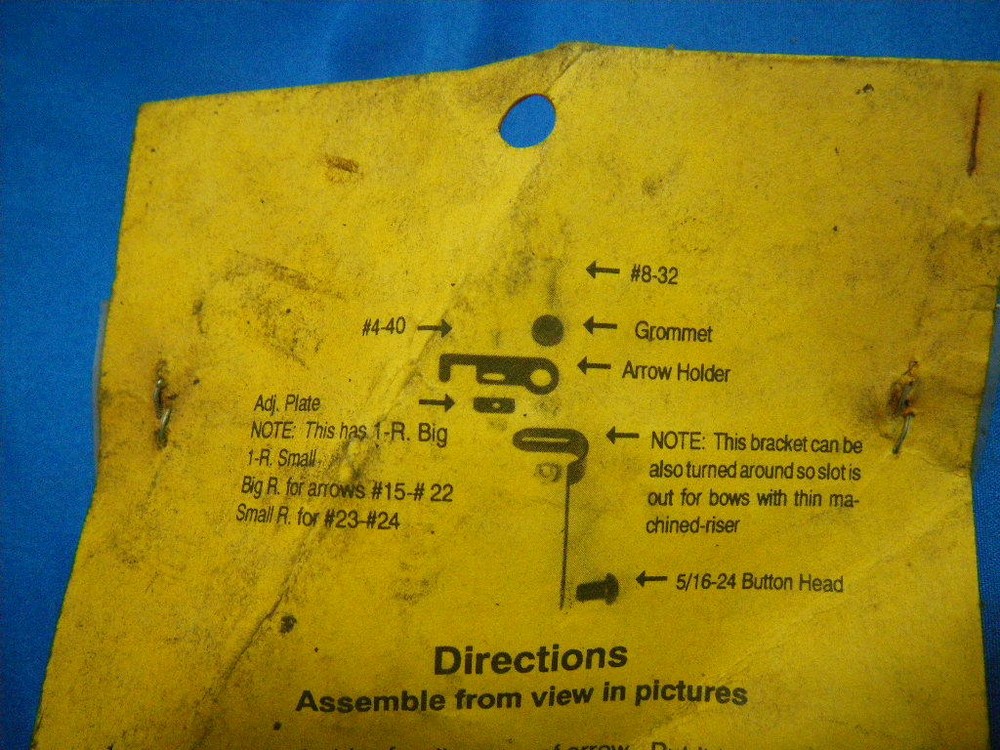 #8-32
#4-40
Grommet
Arrow Holder
Adj. Plate
NOTE: This has 1-R. Big
1-R. Small
Big R. for arrows #15-# 22
Small R. for #23-#24
NOTE: This bracket can be
also turned around so slot is
out for bows with thin ma-
chined-riser
5/16-24 Button Head
Directions
Assemble from view in pictures
of arrow.